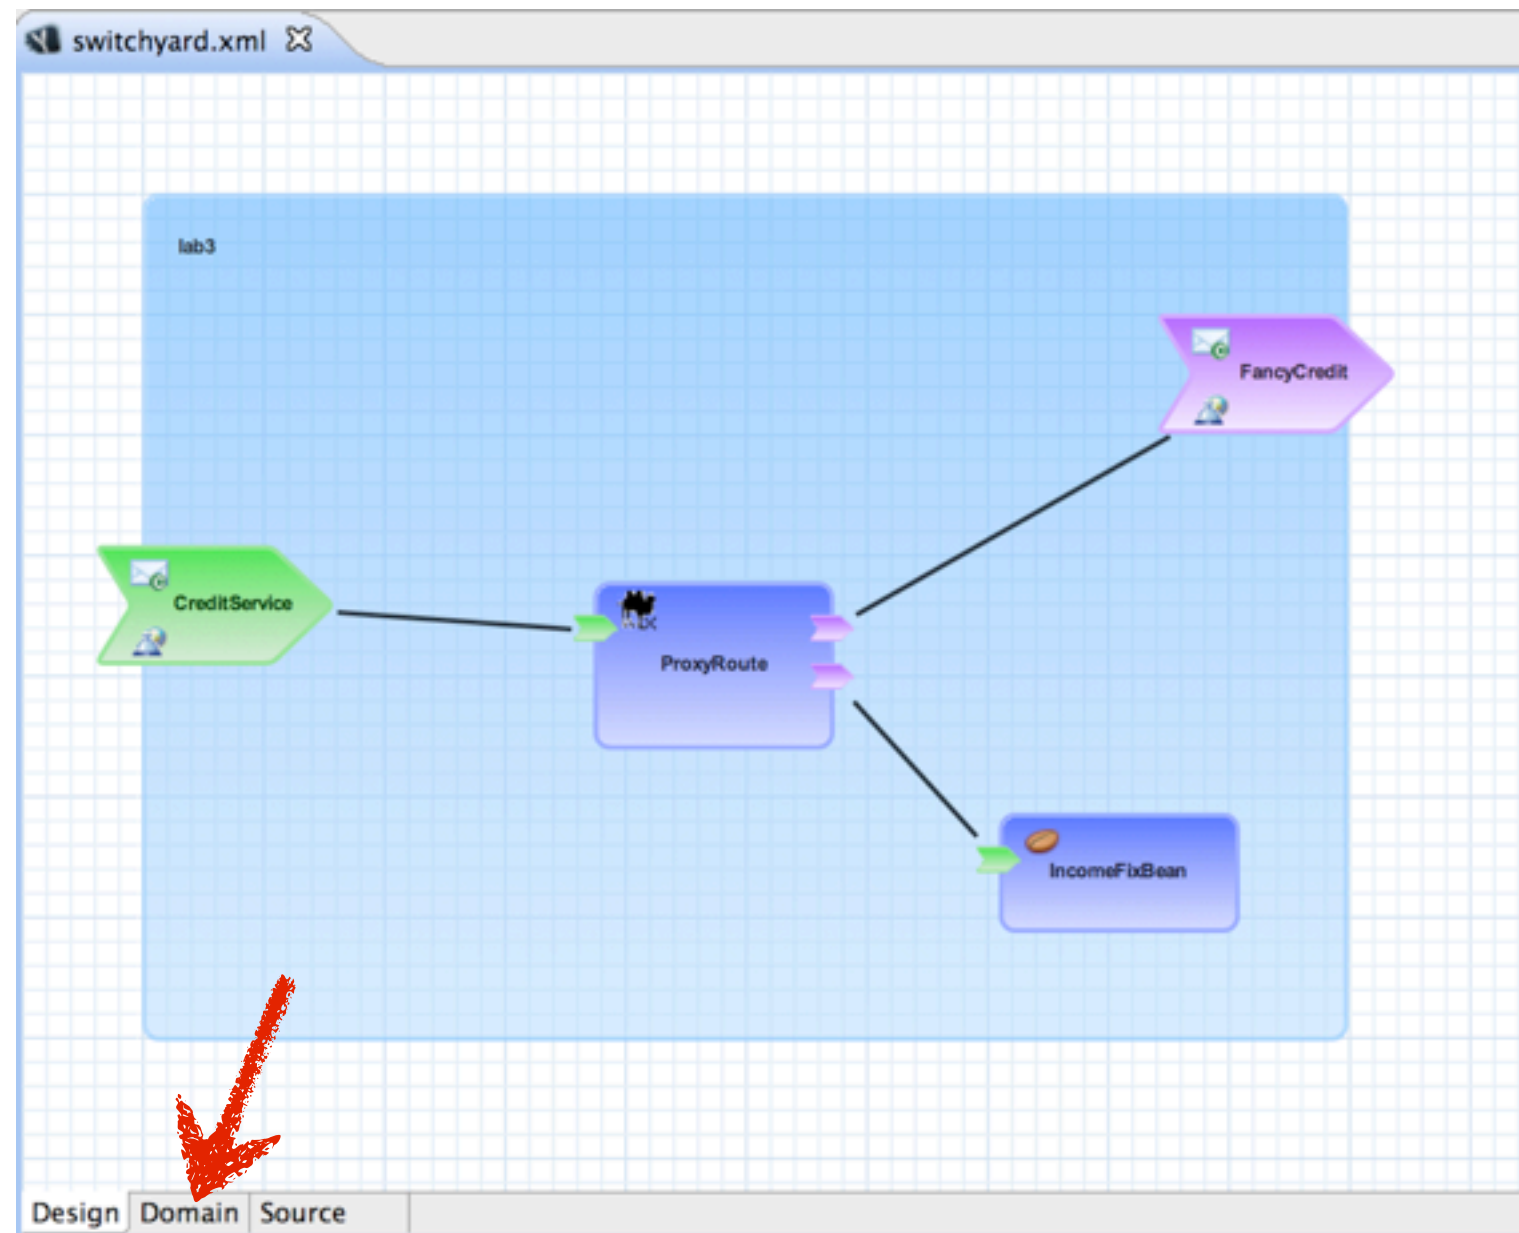 switchyard.xml
lab3
FancyCredit
CreditService
ProxyRoute
IncomeFixBean
Design Domain Source